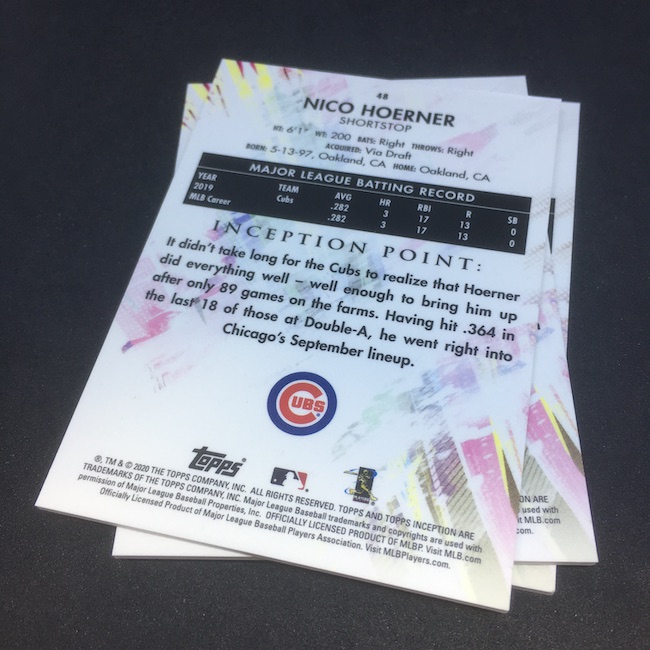 48
NICO HOERNER
SHORTSTOP
HT: 6'1" WT: 200 BATS: Right THROWS: Right
ACQUIRED: Via Draft
BORN: 5-13-97, Oakland, CA HOME: Oakland, CA
MAJOR LEAGUE BATTING RECORD
YEAR TEAM AVG HR RBI R SB
2019 Cubs .282 3 17 13 0
MLB Career .282 3 17 13 0
INCEPTION POINT:
It didn't take long for the Cubs to realize that Hoerner
did everything well – well enough to bring him up
after only 89 games on the farms. Having hit .364 in
the last 18 of those at Double-A, he went right into
Chicago's September lineup.
CUBS
Topps
®, TM & © 2020 THE TOPPS COMPANY, INC. ALL RIGHTS RESERVED. TOPPS AND TOPPS INCEPTION ARE
TRADEMARKS OF THE TOPPS COMPANY, INC. Major League Baseball trademarks and copyrights are used with
permission of Major League Baseball Properties, Inc. OFFICIALLY LICENSED PRODUCT OF MLBP. Visit MLB.com
Officially Licensed Product of Major League Baseball Players Association. Visit MLBPlayers.com.
ION ARE
used with
MLB.com
com.